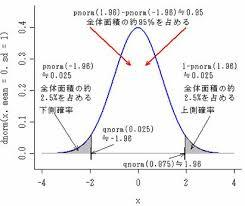 pnorm(1.96)-pnorm(-1.96)≒0.95
全体面積の約95%を占める
pnorm(-1.96)
≒0.025
全体面積の約
2.5%を占める
下側確率
1-pnorm(1.96)
≒0.025
全体面積の約
2.5%を占める
上側確率
qnorm(0.025)
≒-1.96
qnorm(0.975)≒1.96
dnorm(x, mean = 0, sd = 1)
0.0
0.1
0.2
0.3
0.4
-4
-2
0
2
4
x